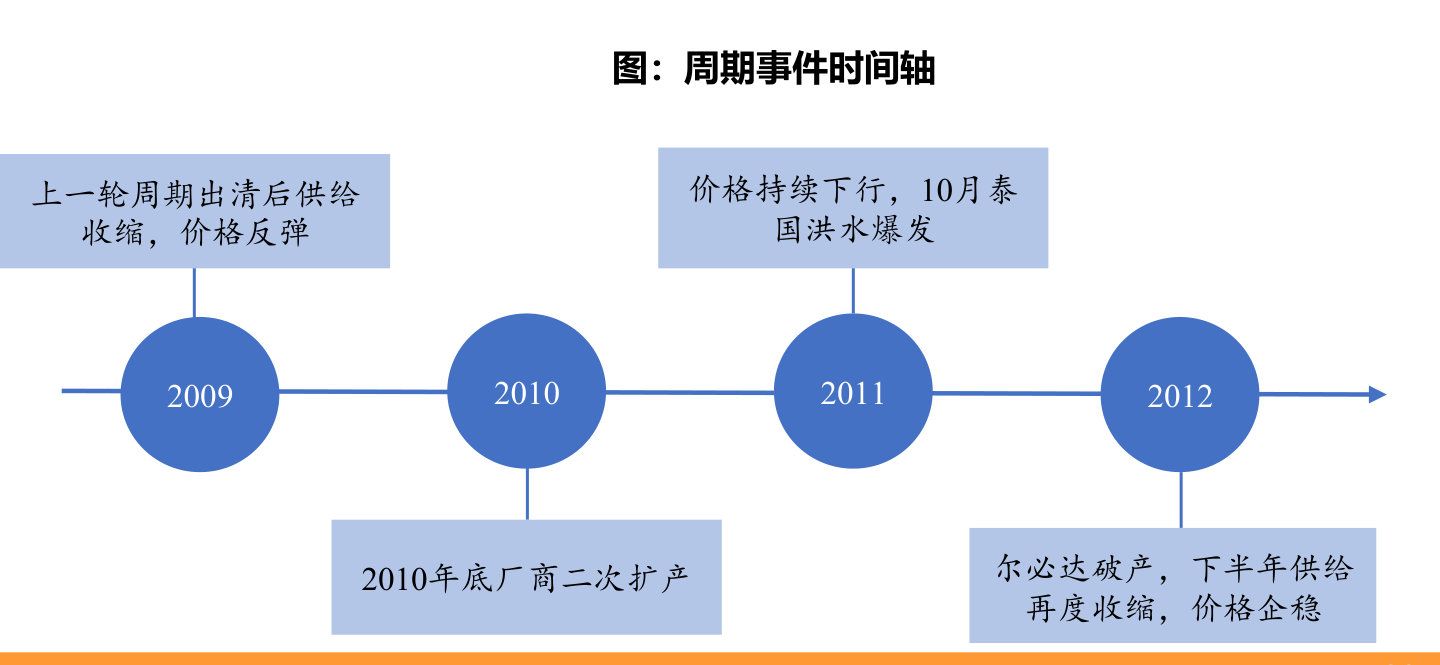 图：周期事件时间轴
上一轮周期出清后供给
收缩，价格反弹
价格持续下行，10月泰
国洪水爆发
2009
2010
2011
2012
2010年底厂商二次扩产
尔必达破产，下半年供给
再度收缩，价格企稳